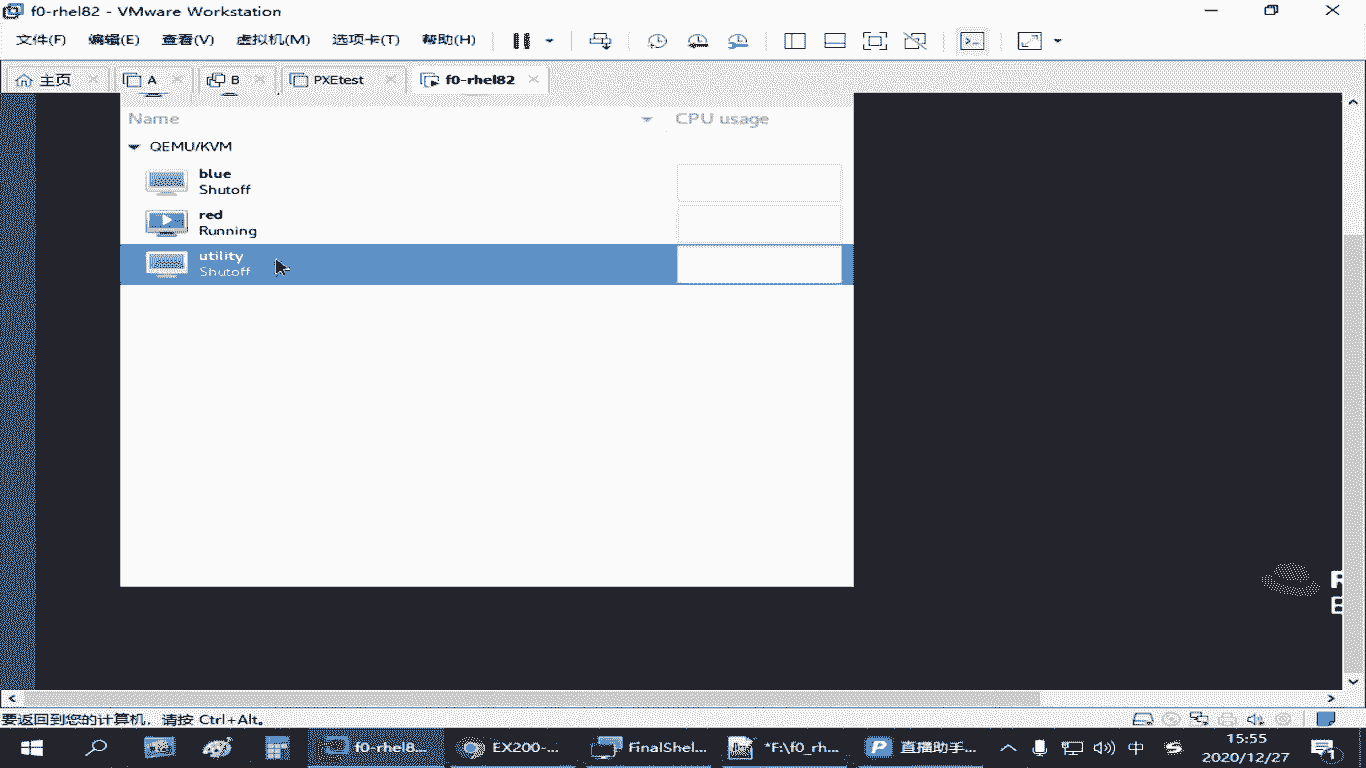 f0-rhel82 - VMware Workstation
文件(F) 编辑(E) 查看(V) 虚拟机(M) 选项卡(T) 帮助(H)
主页 A B PXEtest f0-rhel82
Name CPU usage
QEMU/KVM
blue
Shutoff
red
Running
utility
Shutoff
R
E
要返回到您的计算机，请按 Ctrl+Alt。
f0-rhel8... EX200-... FinalShel... *F:\f0_rh... 直播助手... 中 15:55
2020/12/27
1